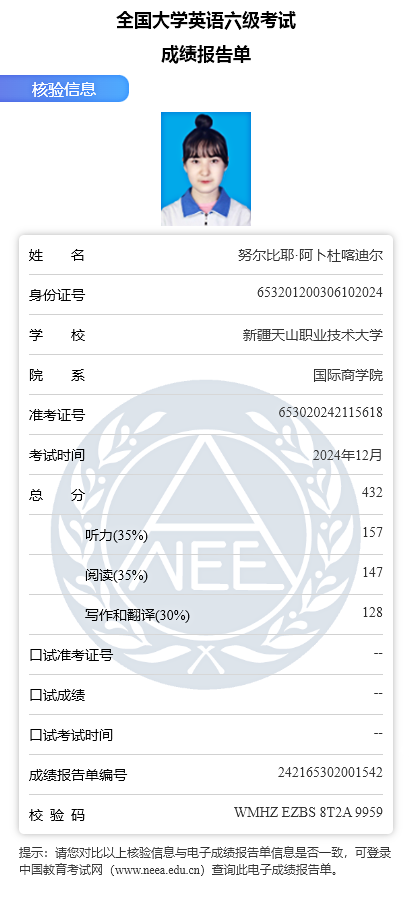 全国大学英语六级考试
成绩报告单
核验信息
姓 名 努尔比耶·阿卜杜喀迪尔
身份证号 653201200306102024
学 校 新疆天山职业技术大学
院 系 国际商学院
准考证号 653020242115618
考试时间 2024年12月
总 分 432
听力(35%) 157
阅读(35%) 147
写作和翻译(30%) 128
口试准考证号 --
口试成绩 --
口试考试时间 --
成绩报告单编号 242165302001542
校 验 码 WMHZ EZBS 8T2A 9959
NEE
提示：请您对比以上核验信息与电子成绩报告单信息是否一致，可登录
中国教育考试网（www.neea.edu.cn）查询此电子成绩报告单。